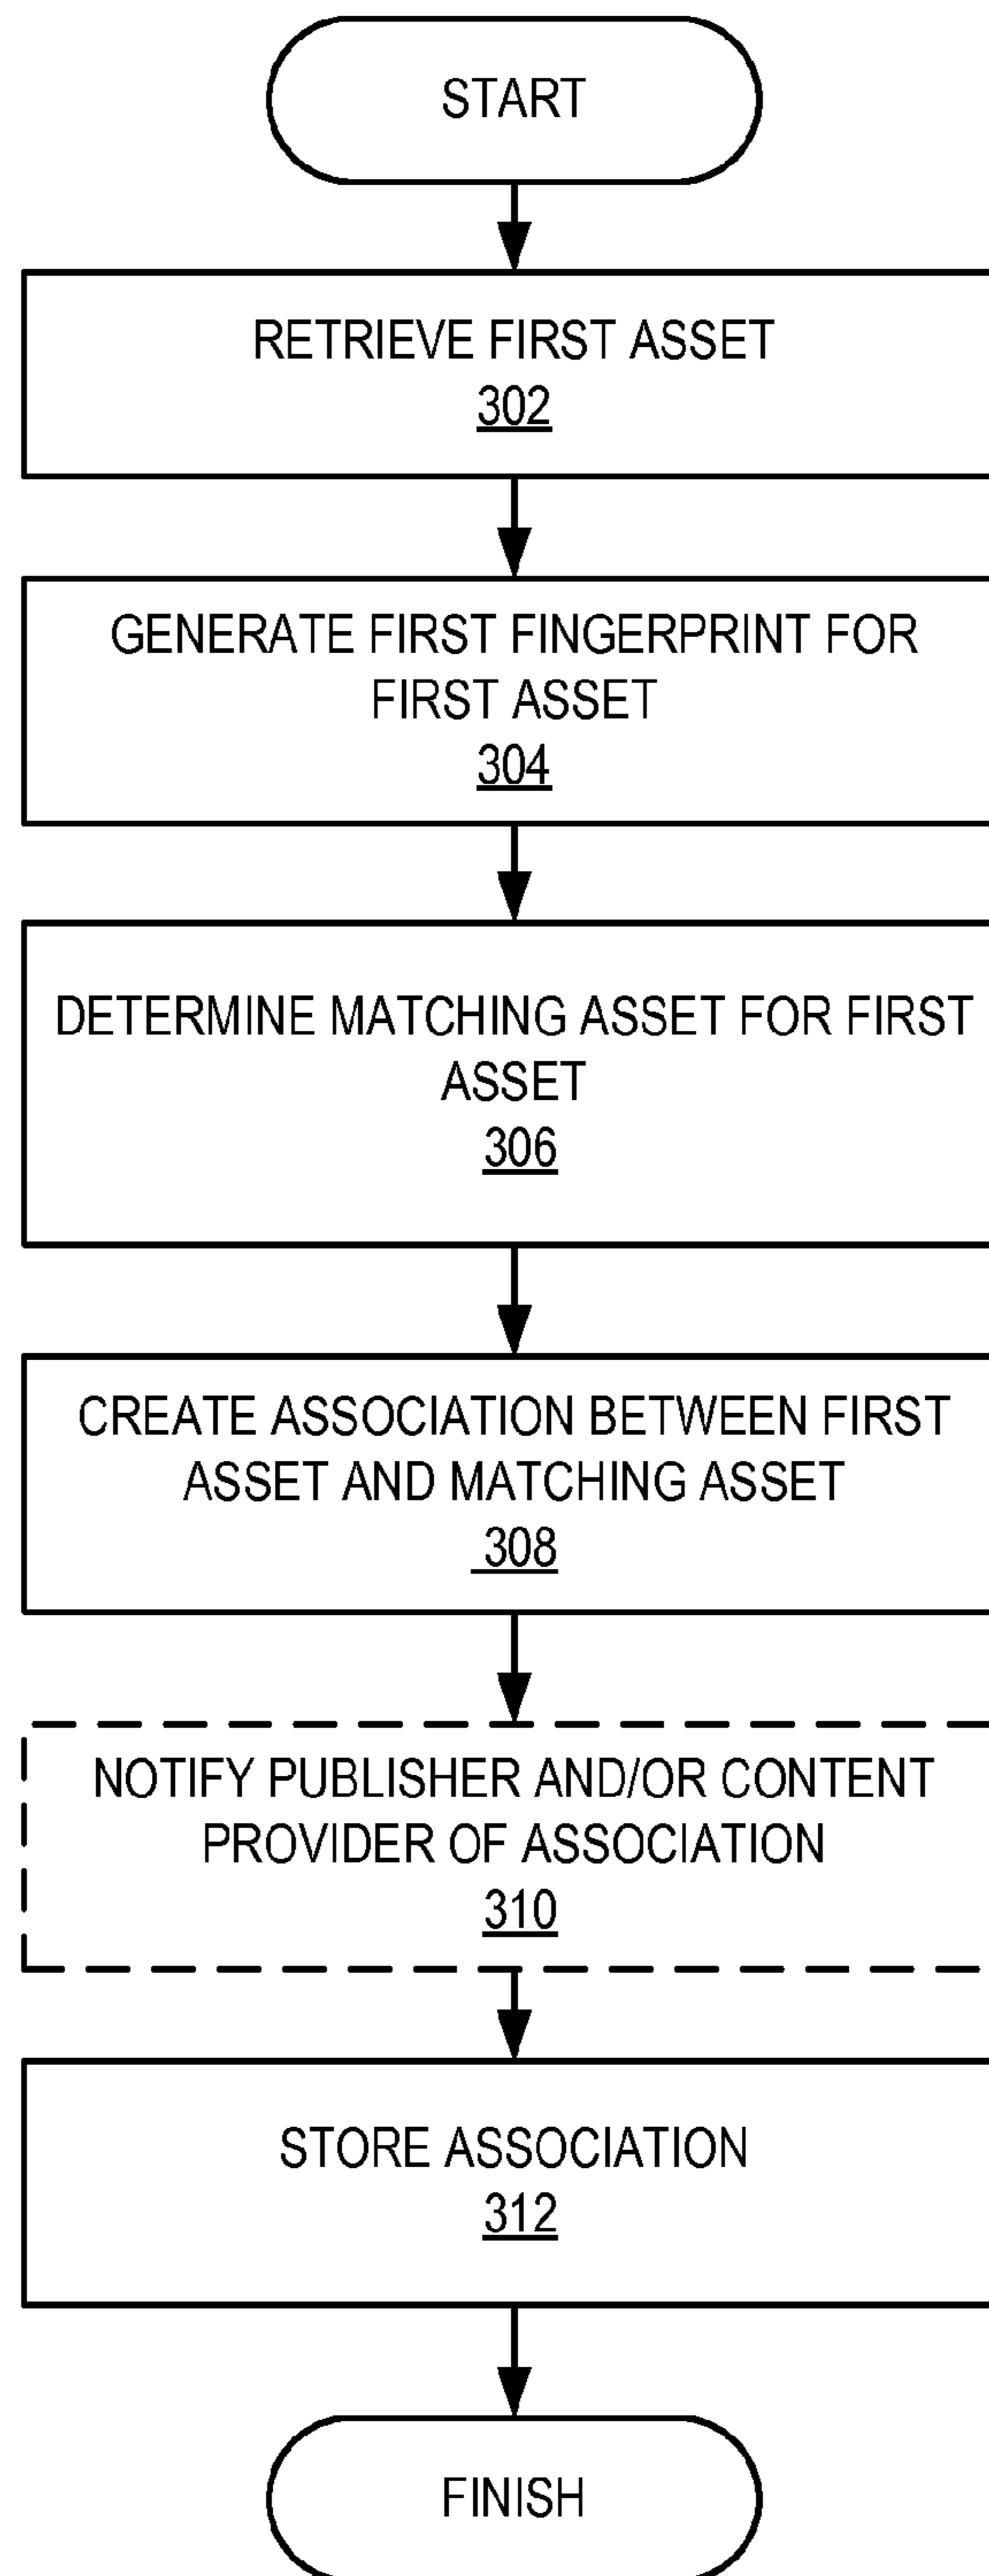 START
RETRIEVE FIRST ASSET
302
GENERATE FIRST FINGERPRINT FOR
FIRST ASSET
304
DETERMINE MATCHING ASSET FOR FIRST
ASSET
306
CREATE ASSOCIATION BETWEEN FIRST
ASSET AND MATCHING ASSET
308
NOTIFY PUBLISHER AND/OR CONTENT
PROVIDER OF ASSOCIATION
310
STORE ASSOCIATION
312
FINISH